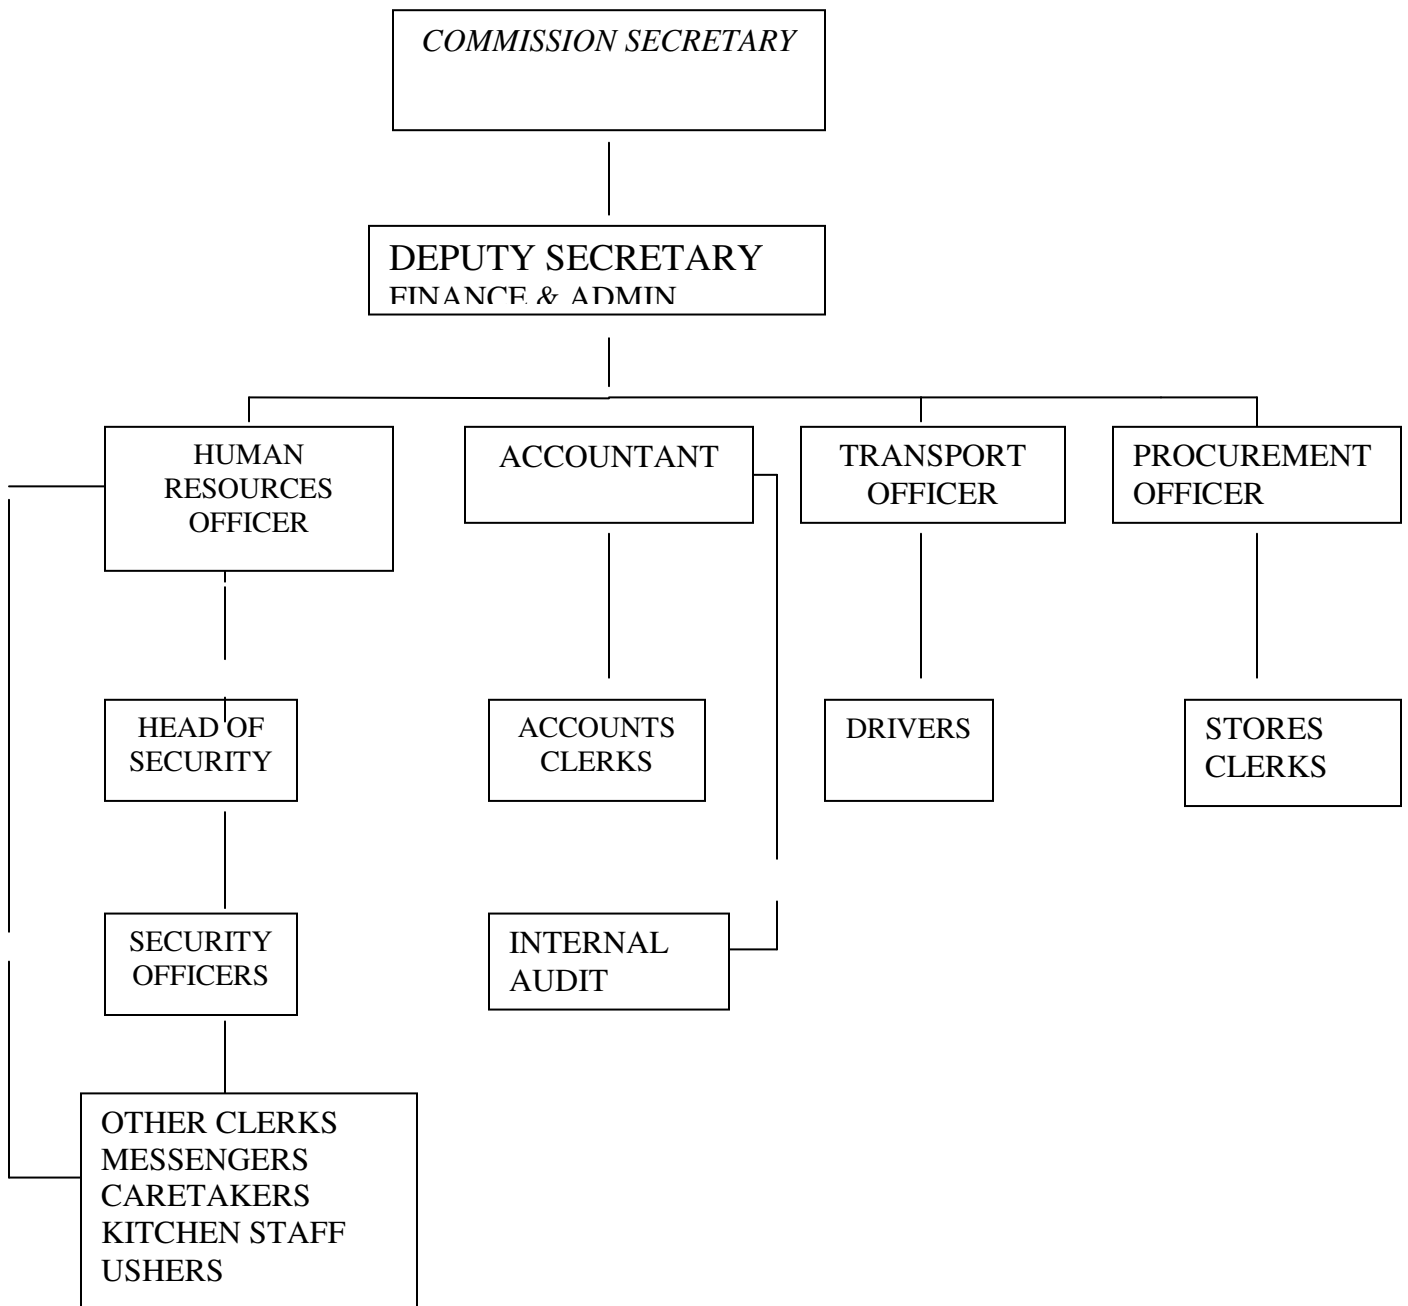 COMMISSION SECRETARY
DEPUTY SECRETARY
FINANCE & ADMIN
HUMAN
RESOURCES
OFFICER
ACCOUNTANT
TRANSPORT
OFFICER
PROCUREMENT
OFFICER
HEAD OF
SECURITY
ACCOUNTS
CLERKS
DRIVERS
STORES
CLERKS
SECURITY
OFFICERS
INTERNAL
AUDIT
OTHER CLERKS
MESSENGERS
CARETAKERS
KITCHEN STAFF
USHERS